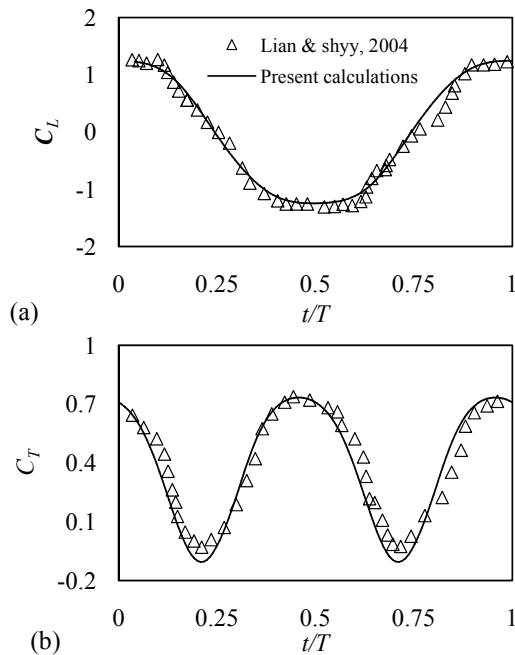 2
1
0
-1
-2
C_L
Lian & shyy, 2004
Present calculations
0 0.25 0.5 0.75 1
t/T
(a)
1
0.7
0.4
0.1
-0.2
C_T
0 0.25 0.5 0.75 1
t/T
(b)